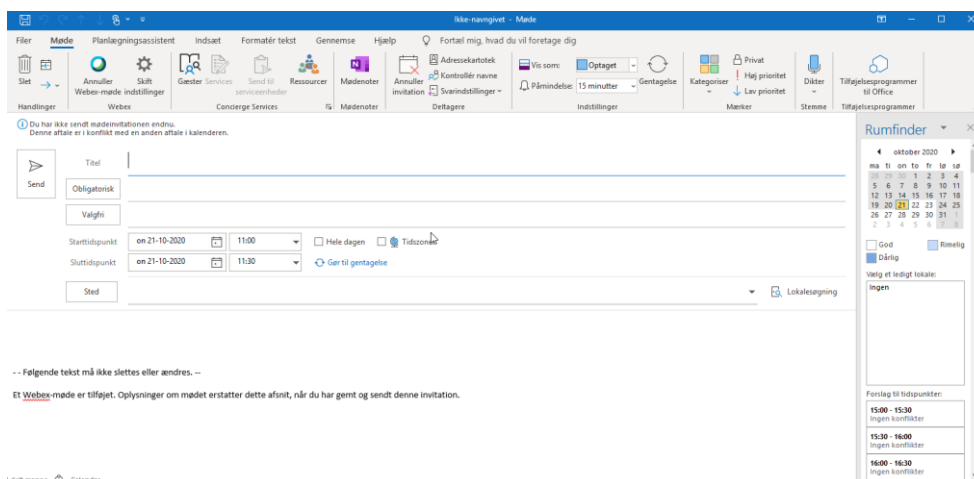 Ikke-navngivet - Møde
Filer Møde Planlægningsassistent Indsæt Formatér tekst Gennemse Hjælp Fortæl mig, hvad du vil foretage dig
Slet
Annuller Webex-møde
Skift indstillinger
Gæster
Services
Send til serviceenheder
Ressourcer
Mødenoter
Annuller invitation
Adressekartotek
Kontrollér navne
Svarindstillinger
Vis som: Optaget
Påmindelse: 15 minutter
Gentagelse
Kategoriser
Privat
Høj prioritet
Lav prioritet
Dikter
Tilføjelsesprogrammer til Office
Handlinger Webex Concierge Services Mødenoter Deltagere Indstillinger Mærker Stemme Tilføjelsesprogrammer
Du har ikke sendt mødeinvitationen endnu.
Denne aftale er i konflikt med en anden aftale i kalenderen.
Send
Titel
Obligatorisk
Valgfri
Starttidspunkt on 21-10-2020 11:00 Hele dagen Tidszoner
Sluttidspunkt on 21-10-2020 11:30 Gør til gentagelse
Sted Lokalesøgning
- - Følgende tekst må ikke slettes eller ændres. --
Et Webex-møde er tilføjet. Oplysninger om mødet erstatter dette afsnit, når du har gemt og sendt denne invitation.
Rumfinder
oktober 2020
ma ti on to fr lø sø
28 29 30 1 2 3 4
5 6 7 8 9 10 11
12 13 14 15 16 17 18
19 20 21 22 23 24 25
26 27 28 29 30 31 1
2 3 4 5 6 7 8
God Rimelig
Dårlig
Vælg et ledigt lokale:
Ingen
Forslag til tidspunkter:
15:00 - 15:30
Ingen konflikter
15:30 - 16:00
Ingen konflikter
16:00 - 16:30
Ingen konflikter